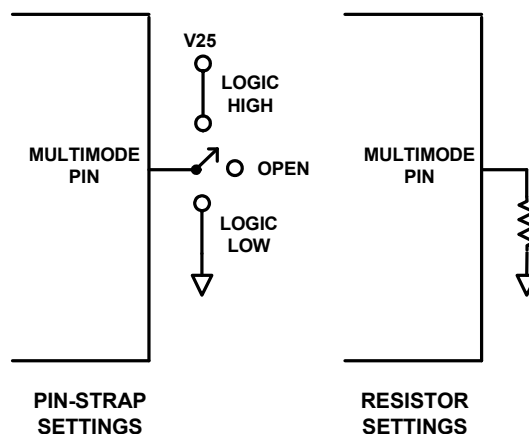 V25
LOGIC
HIGH
MULTIMODE
PIN
OPEN
LOGIC
LOW
PIN-STRAP
SETTINGS
MULTIMODE
PIN
RESISTOR
SETTINGS